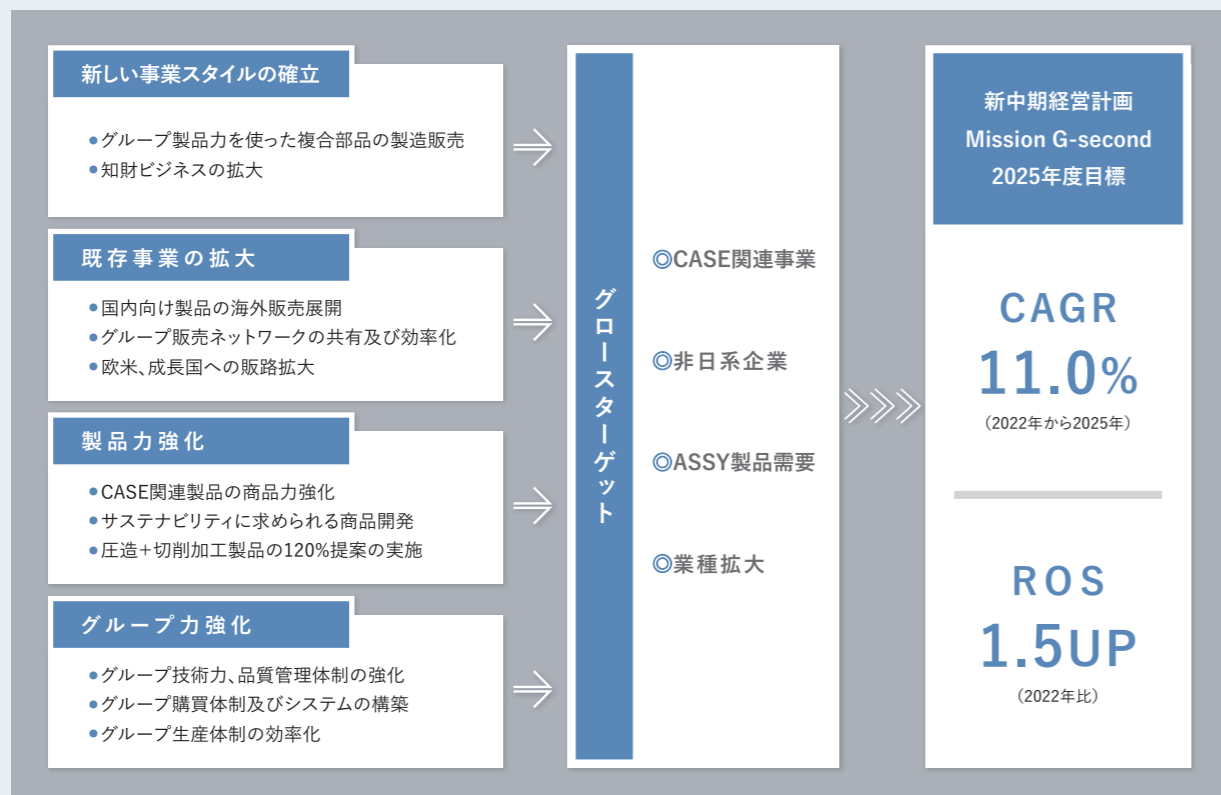 新しい事業スタイルの確立
●グループ製品力を使った複合部品の製造販売
●知財ビジネスの拡大
既存事業の拡大
●国内向け製品の海外販売展開
●グループ販売ネットワークの共有及び効率化
●欧米、成長国への販路拡大
製品力強化
●CASE関連製品の商品力強化
●サステナビリティに求められる商品開発
●圧造+切削加工製品の120%提案の実施
グループ力強化
●グループ技術力、品質管理体制の強化
●グループ購買体制及びシステムの構築
●グループ生産体制の効率化
グロースターゲット
◎CASE関連事業
◎非日系企業
◎ASSY製品需要
◎業種拡大
新中期経営計画
Mission G-second
2025年度目標
CAGR
11.0%
（2022年から2025年）
ROS
1.5UP
（2022年比）